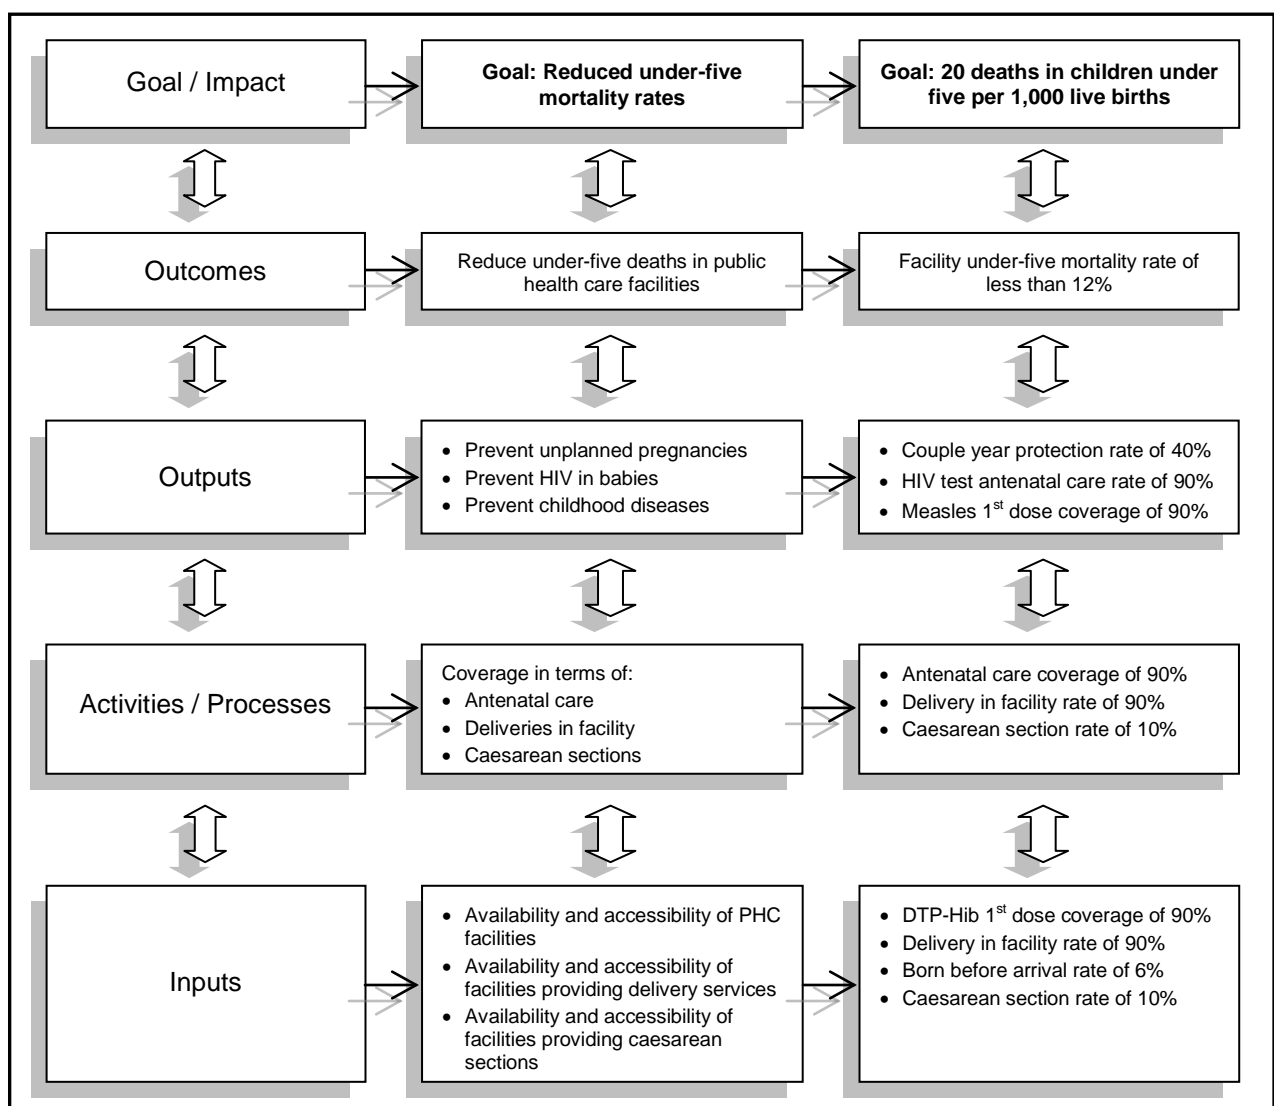 Goal / Impact
Goal: Reduced under-five
mortality rates
Goal: 20 deaths in children under
five per 1,000 live births
Outcomes
Reduce under-five deaths in public
health care facilities
Facility under-five mortality rate of
less than 12%
Outputs
• Prevent unplanned pregnancies
• Prevent HIV in babies
• Prevent childhood diseases
• Couple year protection rate of 40%
• HIV test antenatal care rate of 90%
• Measles 1st dose coverage of 90%
Activities / Processes
Coverage in terms of:
• Antenatal care
• Deliveries in facility
• Caesarean sections
• Antenatal care coverage of 90%
• Delivery in facility rate of 90%
• Caesarean section rate of 10%
Inputs
• Availability and accessibility of PHC
facilities
• Availability and accessibility of
facilities providing delivery services
• Availability and accessibility of
facilities providing caesarean
sections
• DTP-Hib 1st dose coverage of 90%
• Delivery in facility rate of 90%
• Born before arrival rate of 6%
• Caesarean section rate of 10%